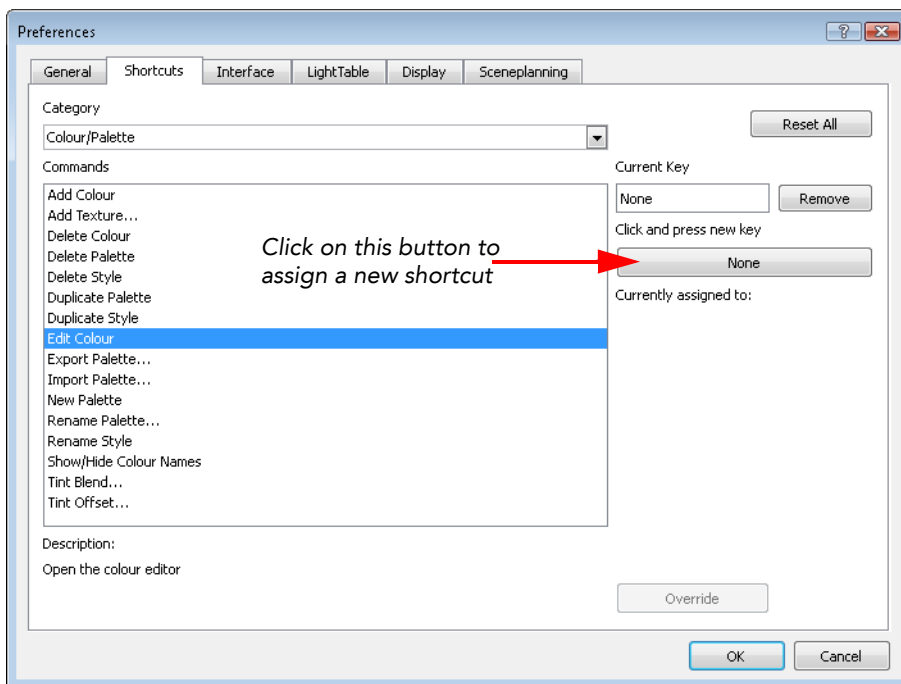 Preferences
General Shortcuts Interface LightTable Display Sceneplanning
Category
Colour/Palette
Reset All
Commands
Add Colour
Add Texture...
Delete Colour
Delete Palette
Delete Style
Duplicate Palette
Duplicate Style
Edit Colour
Export Palette...
Import Palette...
New Palette
Rename Palette...
Rename Style
Show/Hide Colour Names
Tint Blend...
Tint Offset...
Click on this button to
assign a new shortcut
Current Key
None Remove
Click and press new key
None
Currently assigned to:
Description:
Open the colour editor
Override
OK Cancel